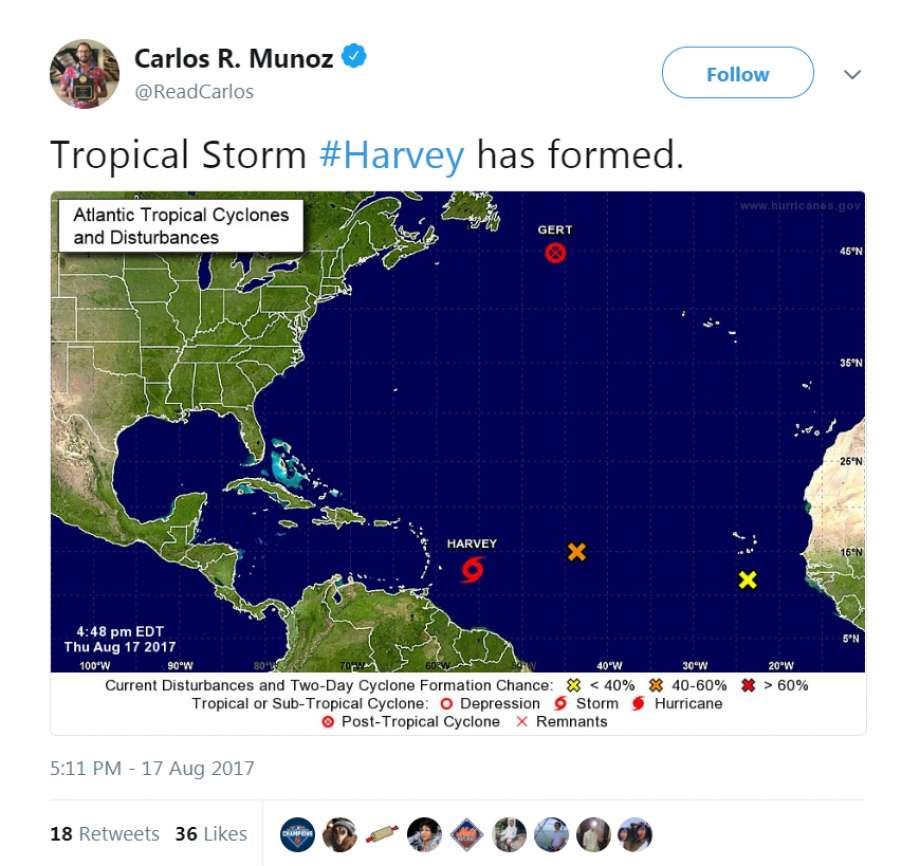 Carlos R. Munoz
@ReadCarlos
Follow
Tropical Storm #Harvey has formed.
Atlantic Tropical Cyclones
and Disturbances
www.hurricanes.gov
GERT
45°N
35°N
25°N
HARVEY
15°N
4:48 pm EDT
Thu Aug 17 2017
5°N
100°W 90°W 80°W 70°W 60°W 50°W 40°W 30°W 20°W
Current Disturbances and Two-Day Cyclone Formation Chance: < 40% 40-60% > 60%
Tropical or Sub-Tropical Cyclone: Depression Storm Hurricane
Post-Tropical Cyclone Remnants
5:11 PM - 17 Aug 2017
18 Retweets 36 Likes
CHAMPIONS